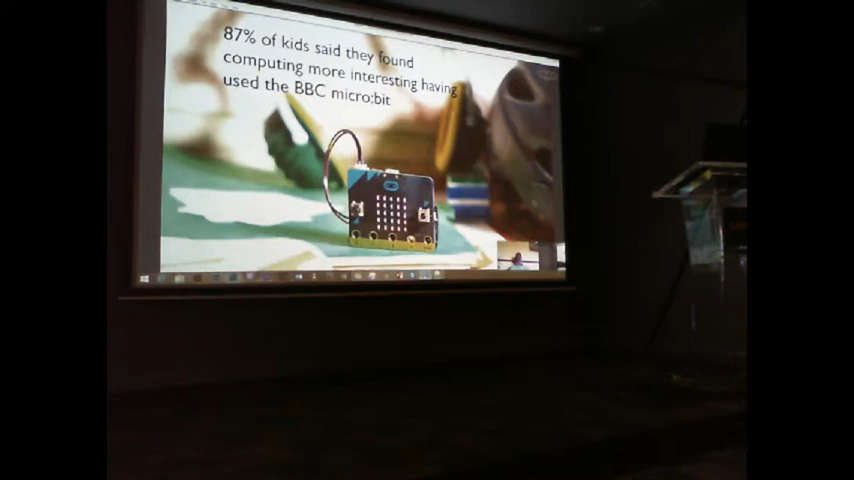 87% of kids said they found
computing more interesting having
used the BBC micro:bit